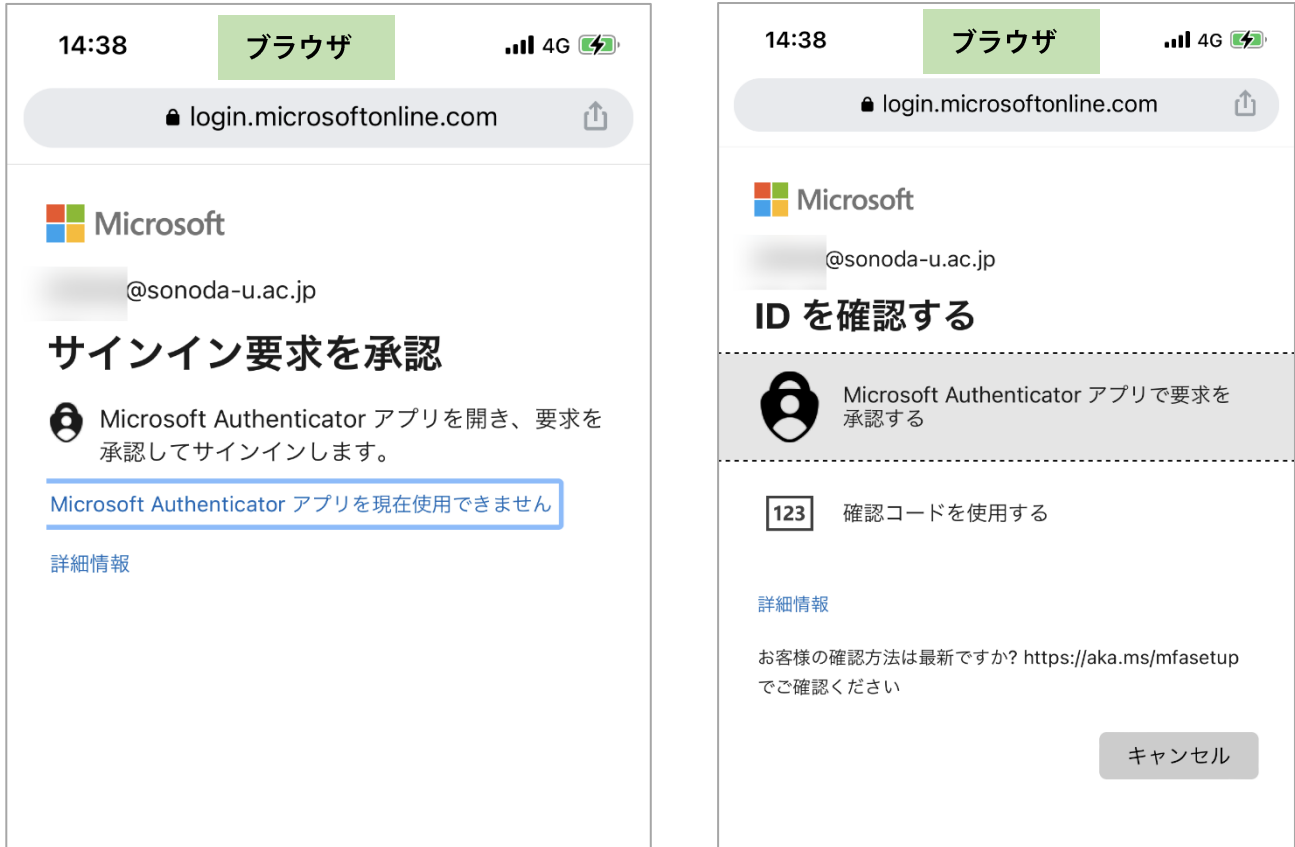 14:38
ブラウザ
4G
login.microsoftonline.com
Microsoft
@sonoda-u.ac.jp
サインイン要求を承認
Microsoft Authenticator アプリを開き、要求を
承認してサインインします。
Microsoft Authenticator アプリを現在使用できません
詳細情報
14:38
ブラウザ
4G
login.microsoftonline.com
Microsoft
@sonoda-u.ac.jp
ID を確認する
Microsoft Authenticator アプリで要求を
承認する
123
確認コードを使用する
詳細情報
お客様の確認方法は最新ですか? https://aka.ms/mfasetup
でご確認ください
キャンセル